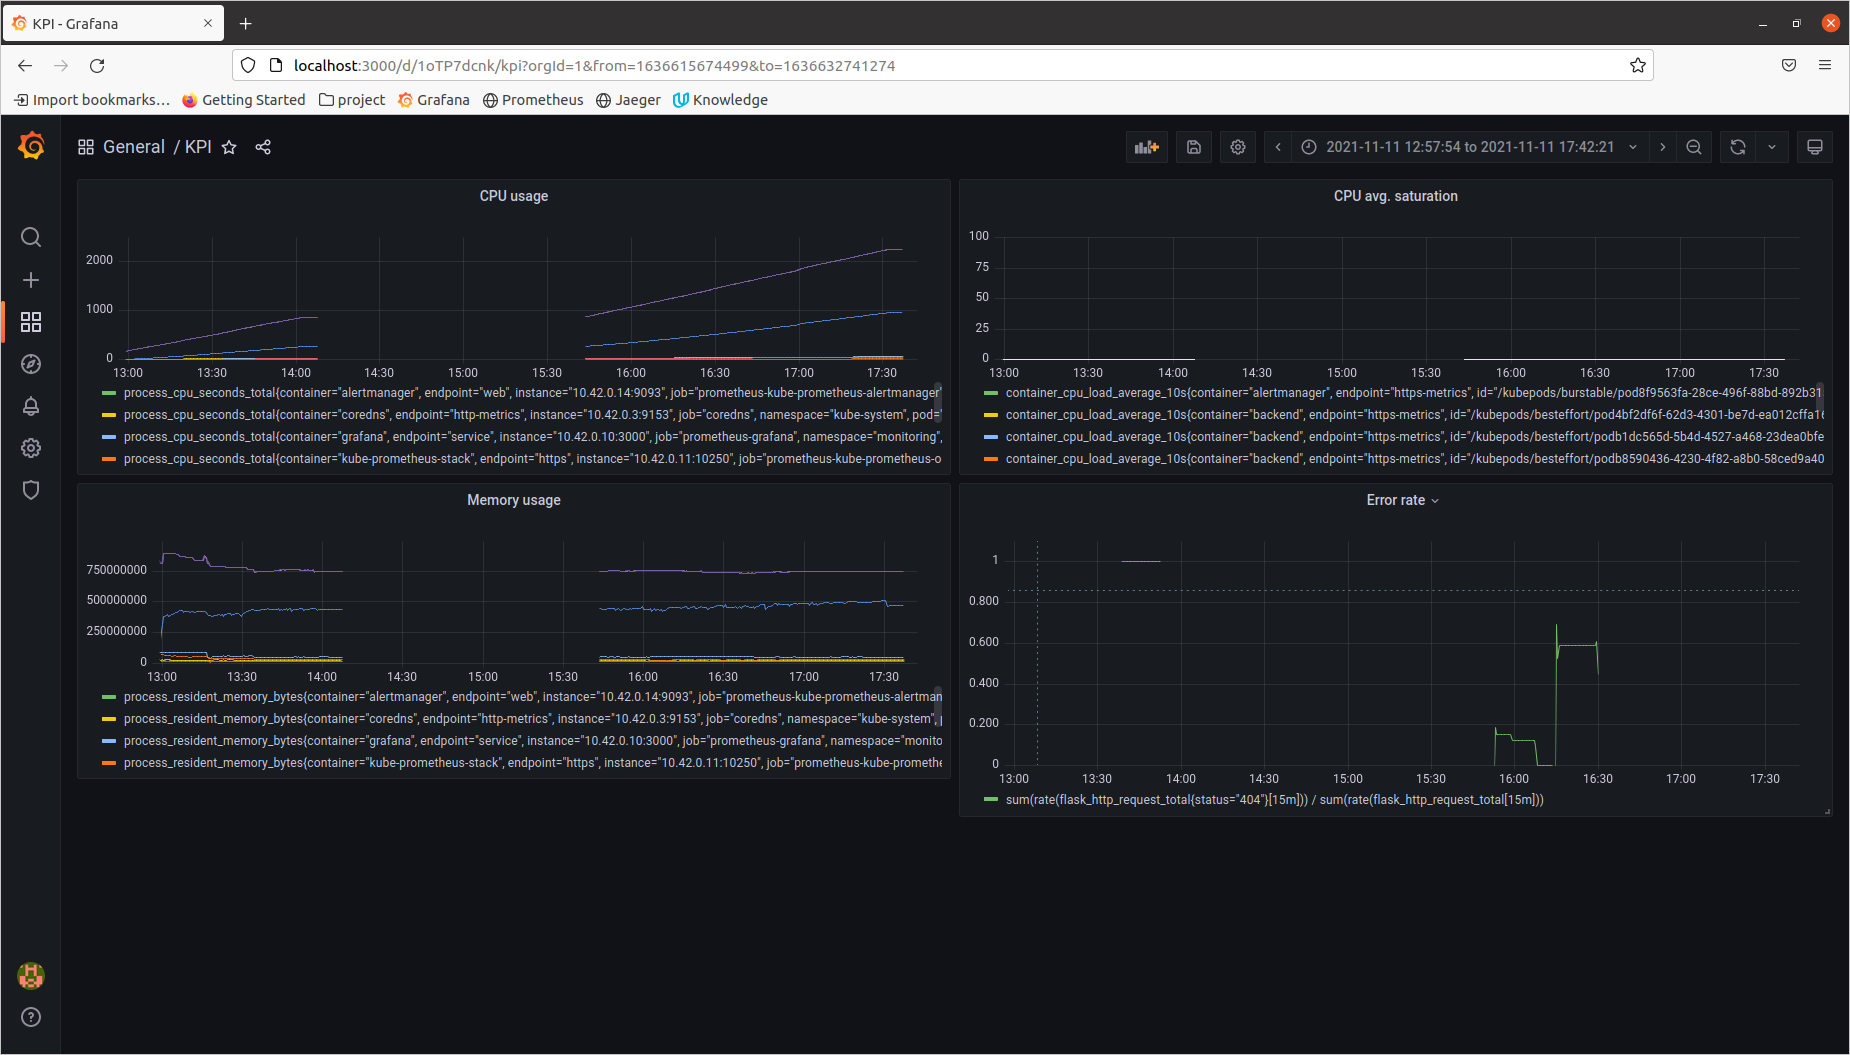 KPI - Grafana
localhost:3000/d/1oTP7dcnk/kpi?orgId=1&from=1636615674499&to=1636632741274
Import bookmarks... Getting Started project Grafana Prometheus Jaeger Knowledge
General / KPI
2021-11-11 12:57:54 to 2021-11-11 17:42:21
CPU usage
2000
1000
0
13:00 13:30 14:00 14:30 15:00 15:30 16:00 16:30 17:00 17:30
process_cpu_seconds_total{container="alertmanager", endpoint="web", instance="10.42.0.14:9093", job="prometheus-kube-prometheus-alertmanager"
process_cpu_seconds_total{container="coredns", endpoint="http-metrics", instance="10.42.0.3:9153", job="coredns", namespace="kube-system", pod="
process_cpu_seconds_total{container="grafana", endpoint="service", instance="10.42.0.10:3000", job="prometheus-grafana", namespace="monitoring",
process_cpu_seconds_total{container="kube-prometheus-stack", endpoint="https", instance="10.42.0.11:10250", job="prometheus-kube-prometheus-o
CPU avg. saturation
100
75
50
25
0
13:00 13:30 14:00 14:30 15:00 15:30 16:00 16:30 17:00 17:30
container_cpu_load_average_10s{container="alertmanager", endpoint="https-metrics", id="/kubepods/burstable/pod8f9563fa-28ce-496f-88bd-892b31
container_cpu_load_average_10s{container="backend", endpoint="https-metrics", id="/kubepods/besteffort/pod4bf2df6f-62d3-4301-be7d-ea012cffa16
container_cpu_load_average_10s{container="backend", endpoint="https-metrics", id="/kubepods/besteffort/podb1dc565d-5b4d-4527-a468-23dea0bfe
container_cpu_load_average_10s{container="backend", endpoint="https-metrics", id="/kubepods/besteffort/podb8590436-4230-4f82-a8b0-58ced9a40
Memory usage
750000000
500000000
250000000
0
13:00 13:30 14:00 14:30 15:00 15:30 16:00 16:30 17:00 17:30
process_resident_memory_bytes{container="alertmanager", endpoint="web", instance="10.42.0.14:9093", job="prometheus-kube-prometheus-alertman
process_resident_memory_bytes{container="coredns", endpoint="http-metrics", instance="10.42.0.3:9153", job="coredns", namespace="kube-system", p
process_resident_memory_bytes{container="grafana", endpoint="service", instance="10.42.0.10:3000", job="prometheus-grafana", namespace="monito
process_resident_memory_bytes{container="kube-prometheus-stack", endpoint="https", instance="10.42.0.11:10250", job="prometheus-kube-promethe
Error rate
1
0.800
0.600
0.400
0.200
0
13:00 13:30 14:00 14:30 15:00 15:30 16:00 16:30 17:00 17:30
sum(rate(flask_http_request_total{status="404"}[15m])) / sum(rate(flask_http_request_total[15m]))